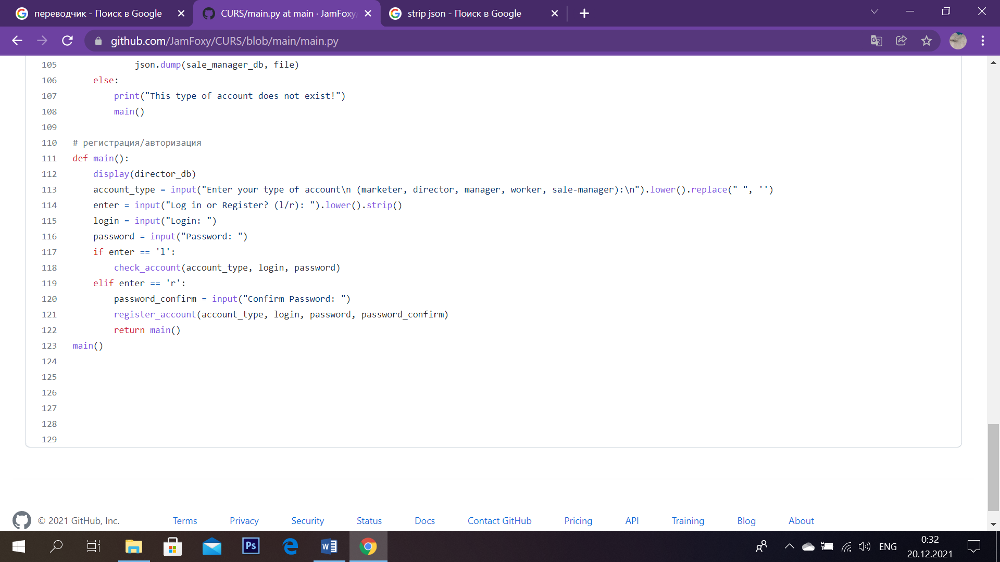 переводчик - Поиск в Google
CURS/main.py at main · JamFoxy/
strip json - Поиск в Google
github.com/JamFoxy/CURS/blob/main/main.py
105 json.dump(sale_manager_db, file)
106 else:
107 print("This type of account does not exist!")
108 main()
109
110 # регистрация/авторизация
111 def main():
112 display(director_db)
113 account_type = input("Enter your type of account\n (marketer, director, manager, worker, sale-manager):\n").lower().replace(" ", '')
114 enter = input("Log in or Register? (l/r): ").lower().strip()
115 login = input("Login: ")
116 password = input("Password: ")
117 if enter == 'l':
118 check_account(account_type, login, password)
119 elif enter == 'r':
120 password_confirm = input("Confirm Password: ")
121 register_account(account_type, login, password, password_confirm)
122 return main()
123 main()
124
125
126
127
128
129
© 2021 GitHub, Inc. Terms Privacy Security Status Docs Contact GitHub Pricing API Training Blog About
Ps
W
ENG
0:32
20.12.2021